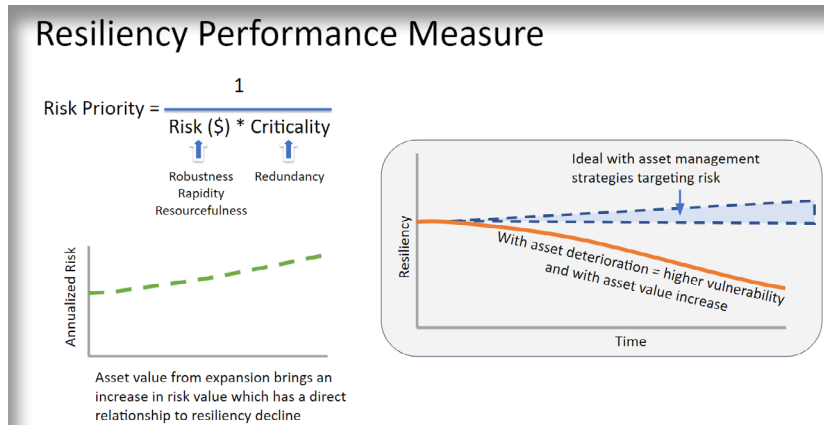 Resiliency Performance Measure
Risk Priority =
1
Risk ($) * Criticality
Robustness
Rapidity
Resourcefulness
Redundancy
Annualized Risk
Asset value from expansion brings an
increase in risk value which has a direct
relationship to resiliency decline
Ideal with asset management
strategies targeting risk
With asset deterioration = higher vulnerability
and with asset value increase
Resiliency
Time